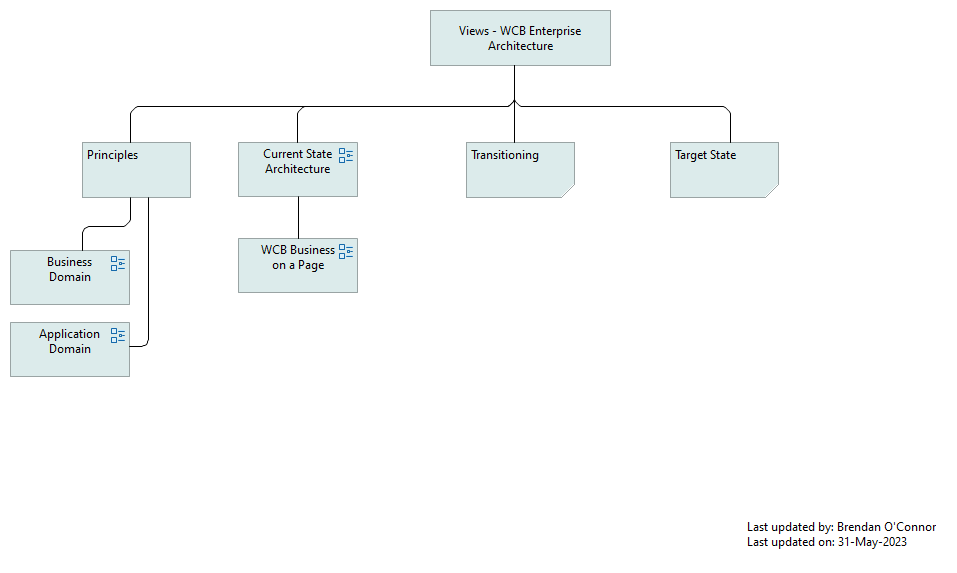 Views - WCB Enterprise
Architecture
Principles
Current State
Architecture
Transitioning
Target State
WCB Business
on a Page
Business
Domain
Application
Domain
Last updated by: Brendan O'Connor
Last updated on: 31-May-2023